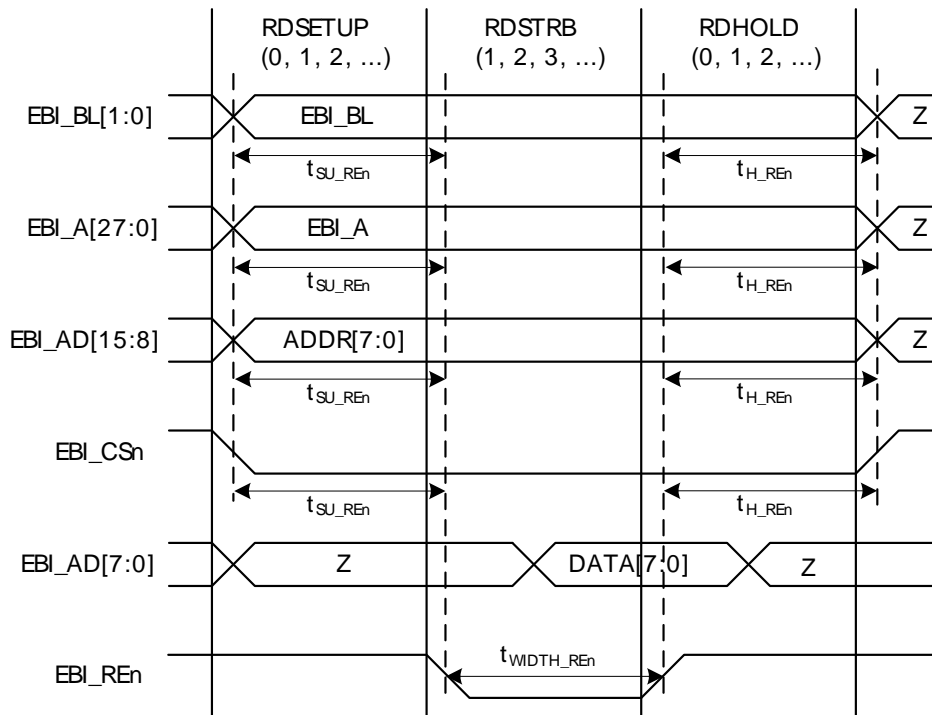 RDSETUP RDSTRB RDHOLD
(0, 1, 2, ...) (1, 2, 3, ...) (0, 1, 2, ...)
EBI_BL[1:0] EBI_BL Z
tSU_REn tH_REn
EBI_A[27:0] EBI_A Z
tSU_REn tH_REn
EBI_AD[15:8] ADDR[7:0] Z
tSU_REn tH_REn
EBI_CSn
tSU_REn tH_REn
EBI_AD[7:0] Z DATA[7:0] Z
tWIDTH_REn
EBI_REn